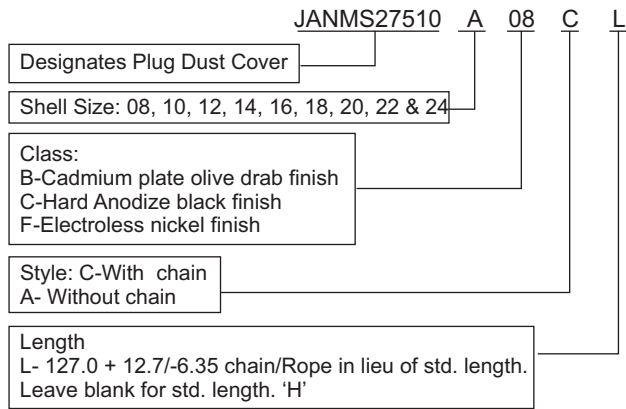 JANMS27510 A 08 C L
Designates Plug Dust Cover
Shell Size: 08, 10, 12, 14, 16, 18, 20, 22 & 24
Class:
B-Cadmium plate olive drab finish
C-Hard Anodize black finish
F-Electroless nickel finish
Style: C-With chain
A- Without chain
Length
L- 127.0 + 12.7/-6.35 chain/Rope in lieu of std. length.
Leave blank for std. length. ‘H’